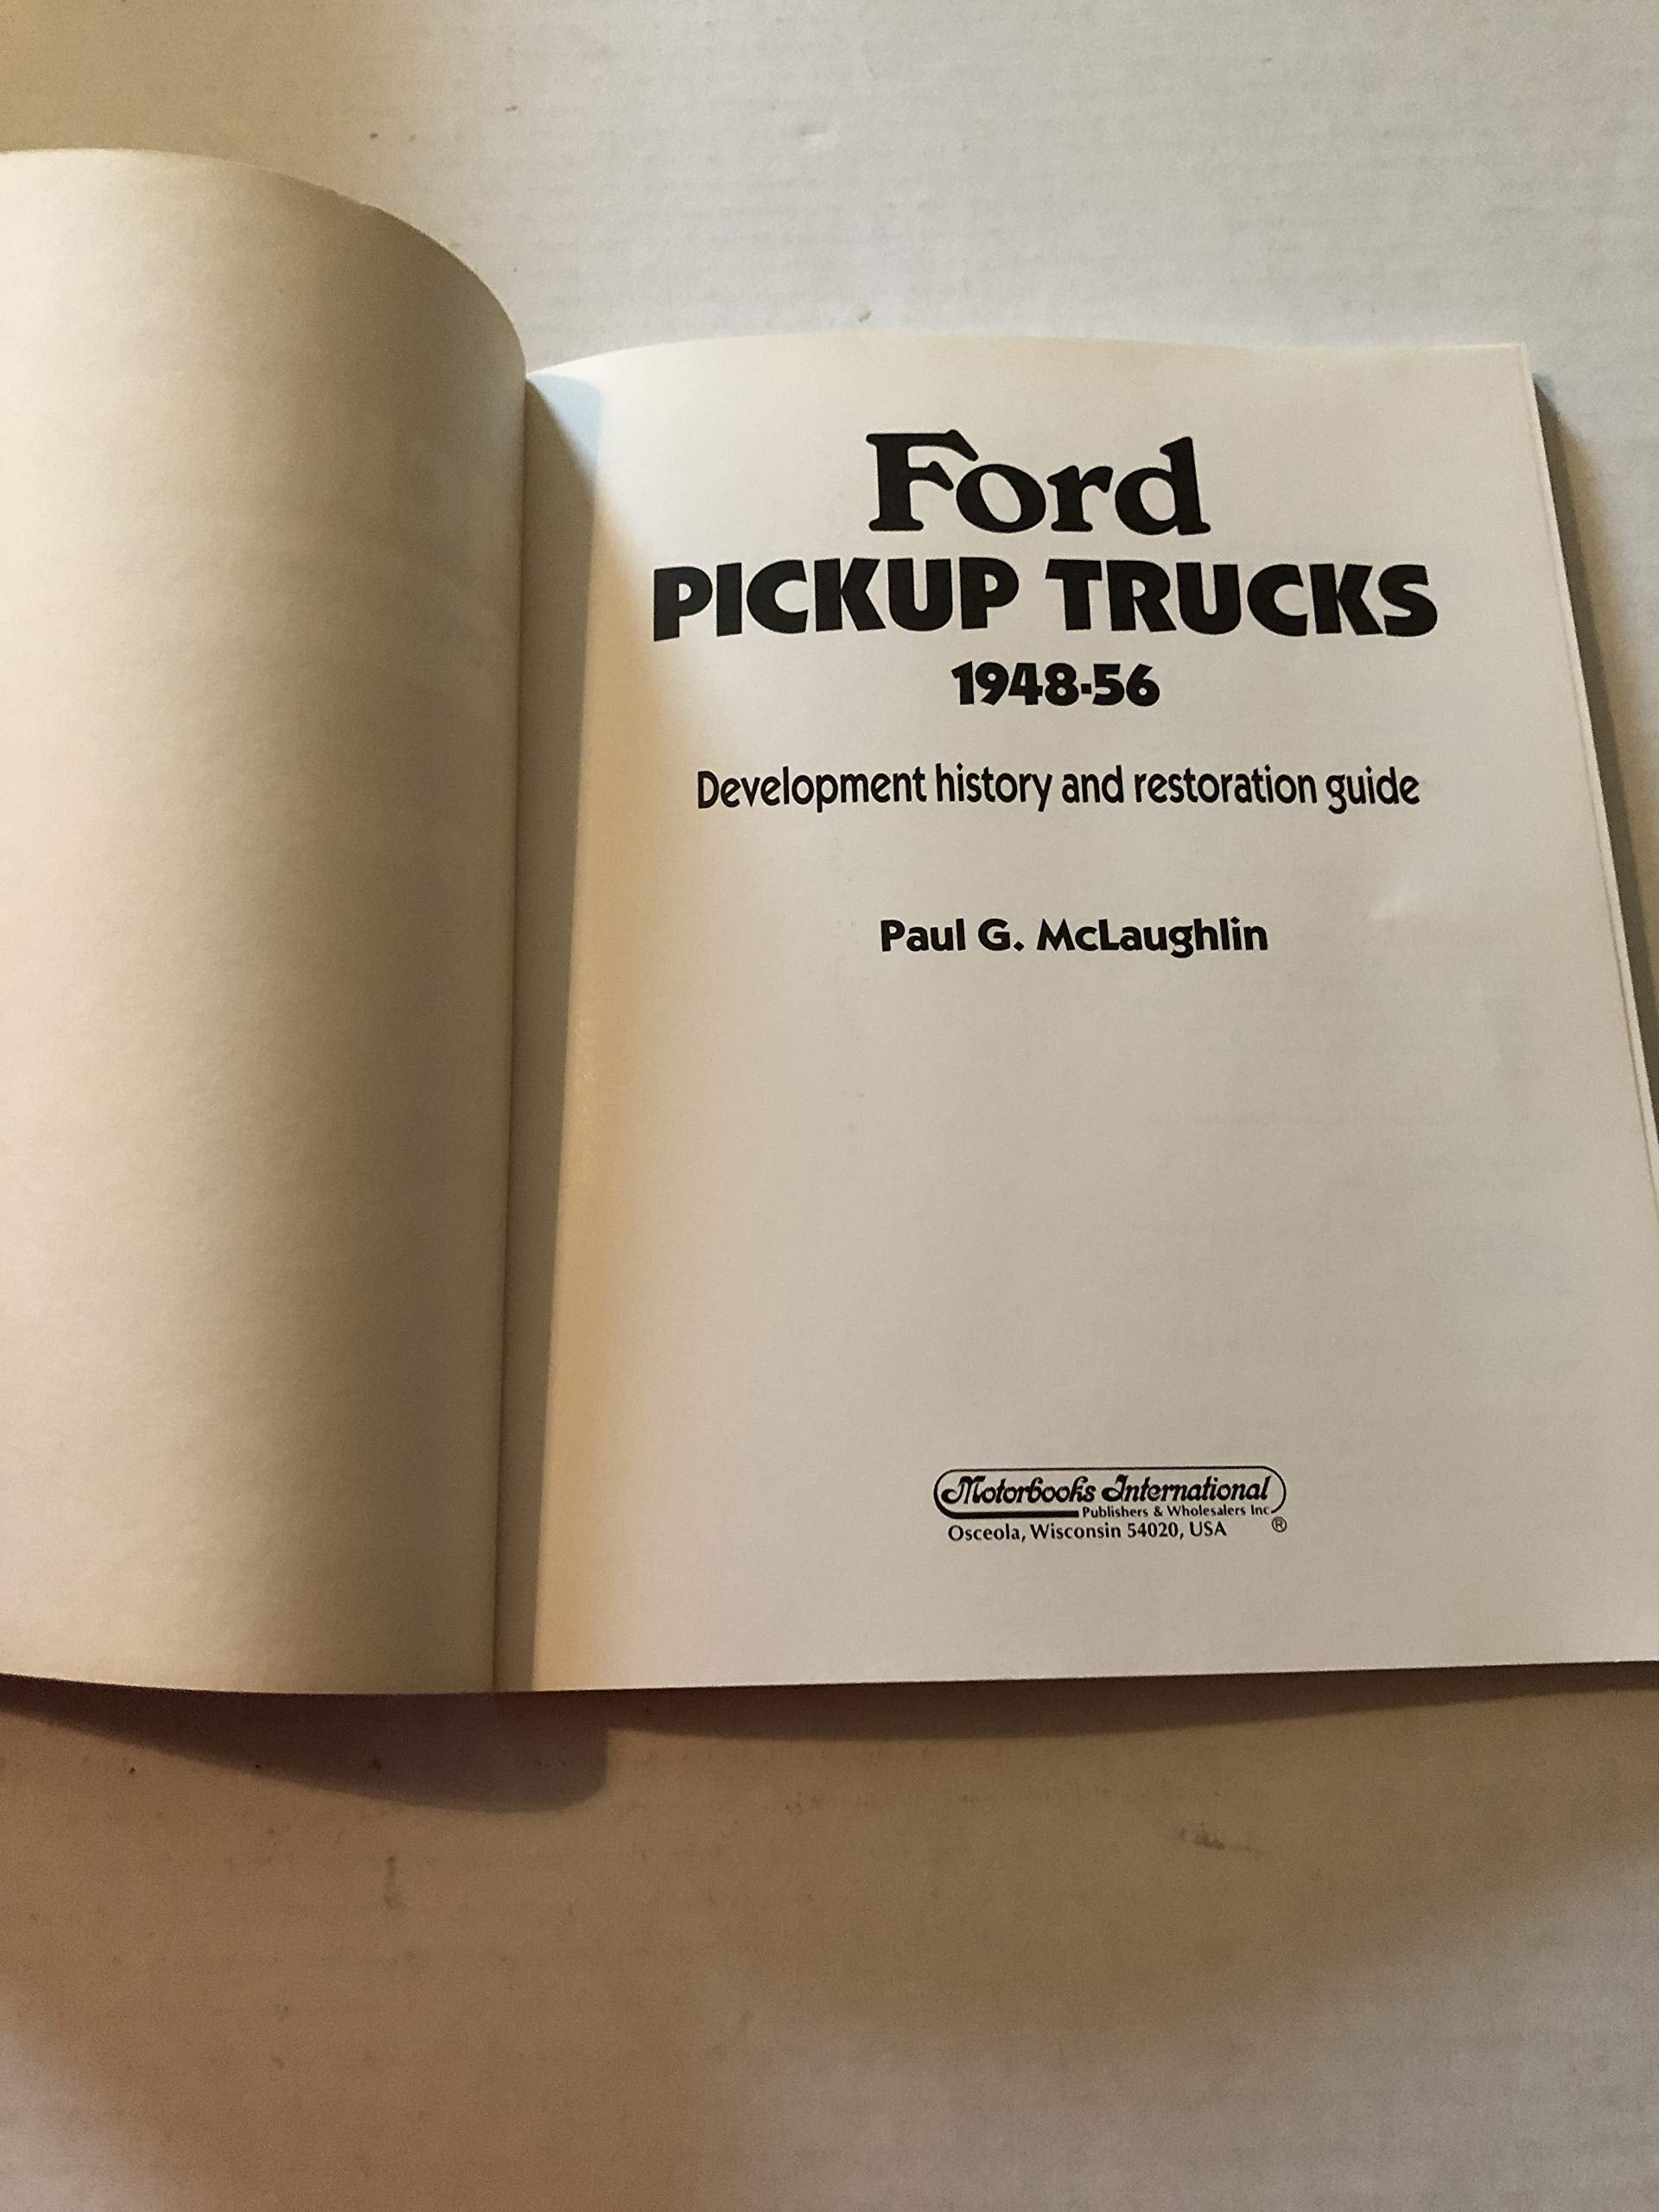 Ford
PICKUP TRUCKS
1948-56
Development history and restoration guide
Paul G. McLaughlin
Motorbooks International
Publishers & Wholesalers Inc
Osceola, Wisconsin 54020, USA ®